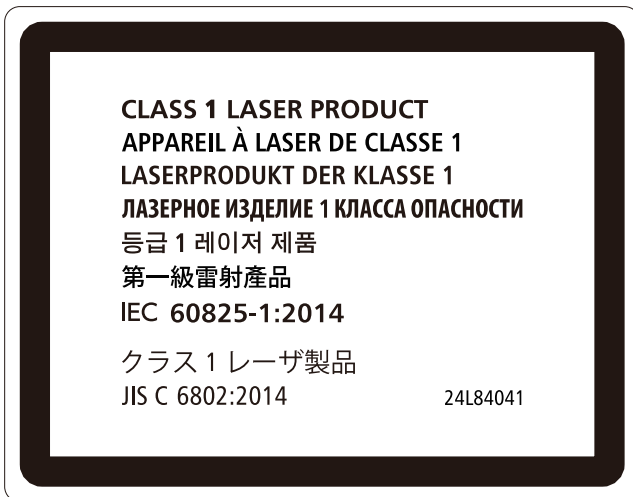 CLASS 1 LASER PRODUCT
APPAREIL À LASER DE CLASSE 1
LASERPRODUKT DER KLASSE 1
ЛАЗЕРНОЕ ИЗДЕЛИЕ 1 КЛАССА ОПАСНОСТИ
등급 1 레이저 제품
第一級雷射產品
IEC 60825-1:2014
クラス 1 レーザ製品
JIS C 6802:2014 24L84041